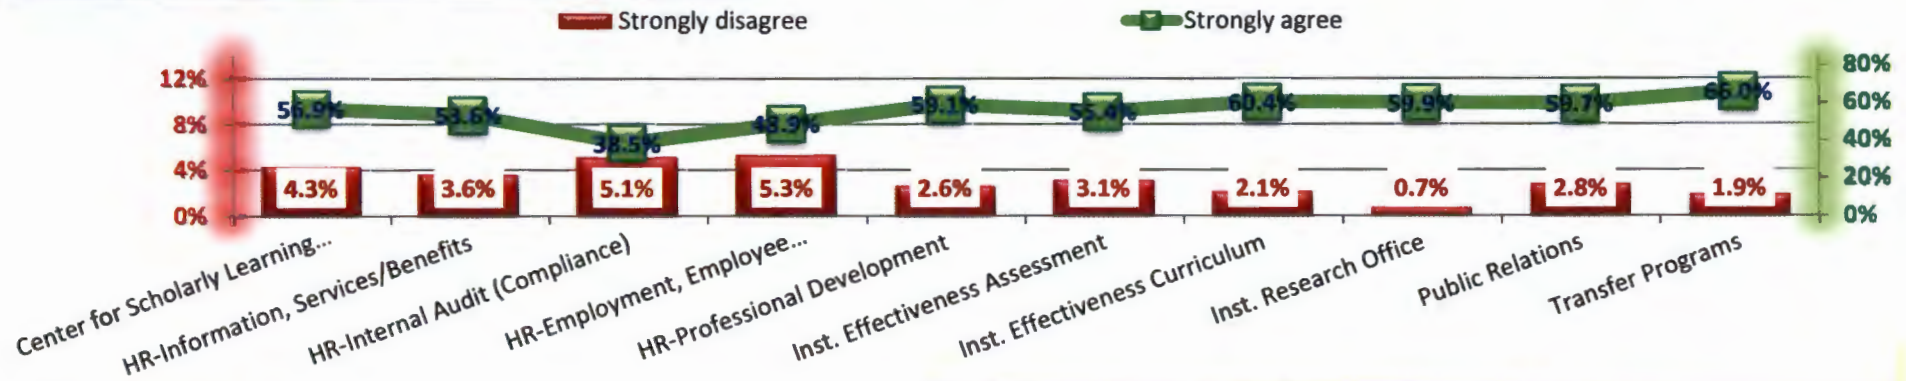 Strongly disagree
Strongly agree
12%
8%
4%
0%
80%
60%
40%
20%
0%
56.9%
53.6%
38.5%
48.9%
59.1%
55.4%
60.4%
59.9%
59.7%
66.0%
4.3%
3.6%
5.1%
5.3%
2.6%
3.1%
2.1%
0.7%
2.8%
1.9%
Center for Scholarly Learning...
HR-Information, Services/Benefits
HR-Internal Audit (Compliance)
HR-Employment, Employee...
HR-Professional Development
Inst. Effectiveness Assessment
Inst. Effectiveness Curriculum
Inst. Research Office
Public Relations
Transfer Programs